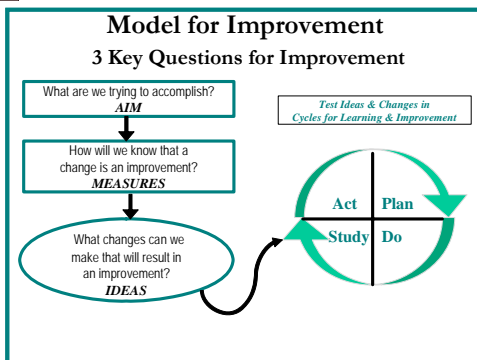 Model for Improvement
3 Key Questions for Improvement
What are we trying to accomplish?
AIM
How will we know that a
change is an improvement?
MEASURES
What changes can we
make that will result in
an improvement?
IDEAS
Test Ideas & Changes in
Cycles for Learning & Improvement
Act Plan
Study Do